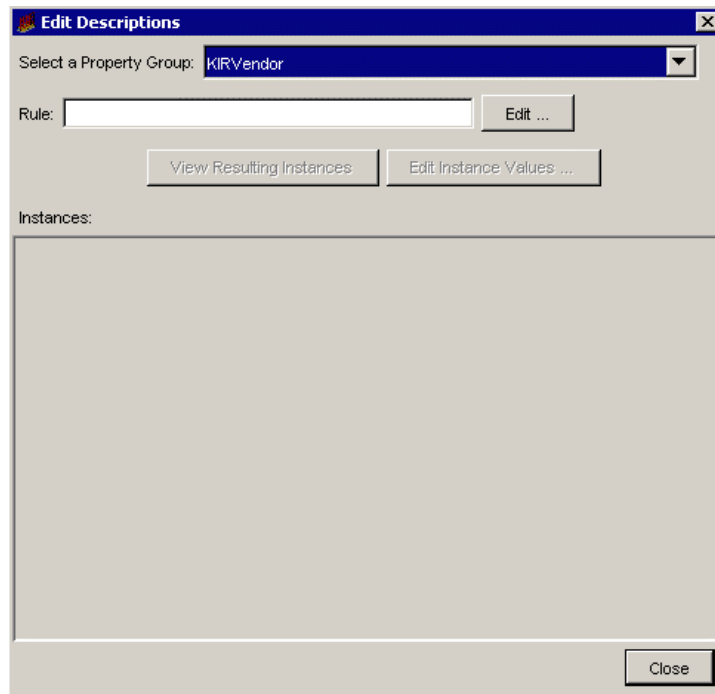 Edit Descriptions
Select a Property Group: KIRVendor
Rule: Edit ...
View Resulting Instances Edit Instance Values ...
Instances:
Close